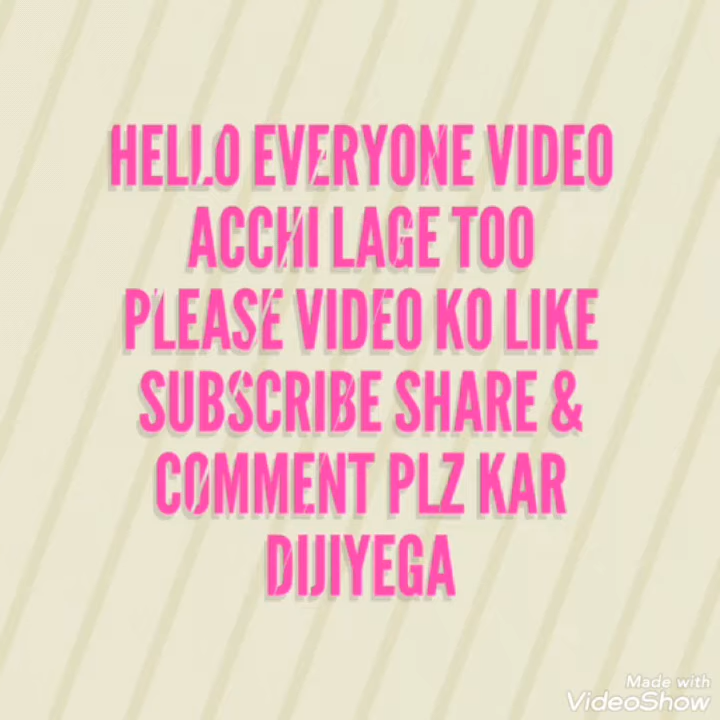 HELLO EVERYONE VIDEO
ACCHI LAGE TOO
PLEASE VIDEO KO LIKE
SUBSCRIBE SHARE &
COMMENT PLZ KAR
DIJIYEGA
Made with
VideoShow